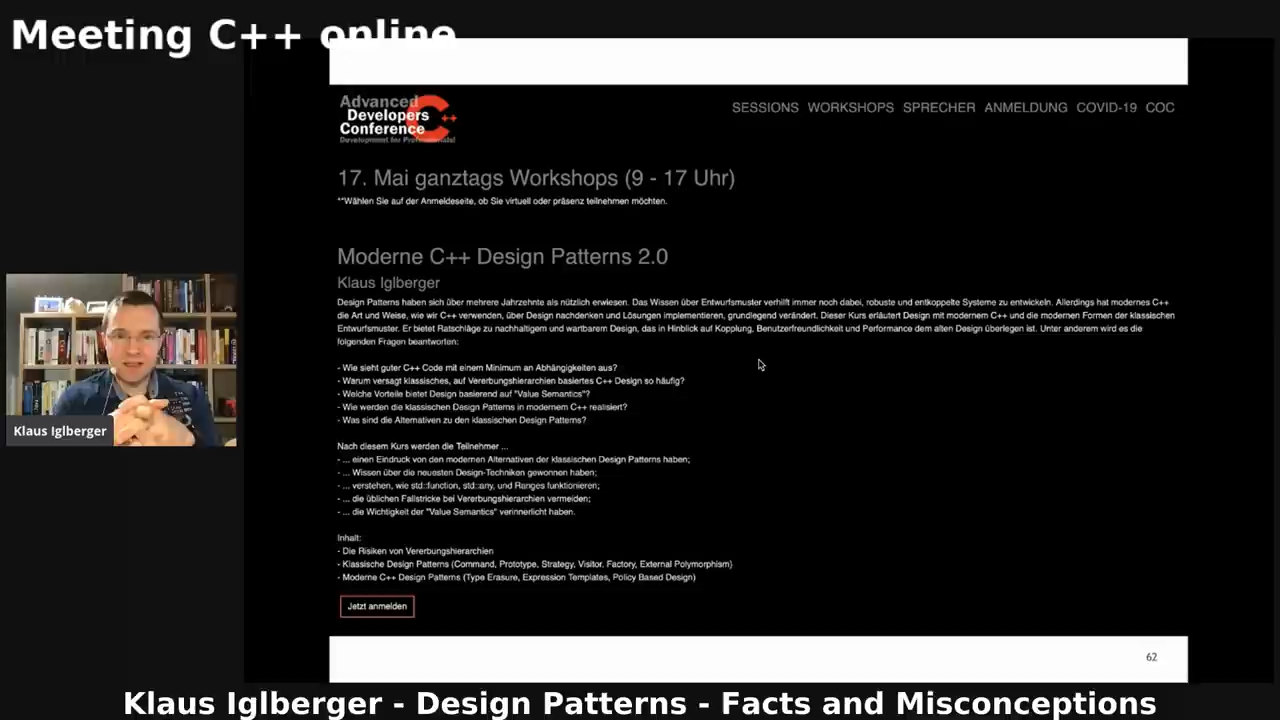 Meeting C++ online
Advanced
Developers
Conference
Development for Professionals!
C++
SESSIONS WORKSHOPS SPRECHER ANMELDUNG COVID-19 COC
17. Mai ganztags Workshops (9 - 17 Uhr)
**Wählen Sie auf der Anmeldeseite, ob Sie virtuell oder präsenz teilnehmen möchten.
Moderne C++ Design Patterns 2.0
Klaus Iglberger
Design Patterns haben sich über mehrere Jahrzehnte als nützlich erwiesen. Das Wissen über Entwurfsmuster verhilft immer noch dabei, robuste und entkoppelte Systeme zu entwickeln. Allerdings hat modernes C++
die Art und Weise, wie wir C++ verwenden, über Design nachdenken und Lösungen implementieren, grundlegend verändert. Dieser Kurs erläutert Design mit modernem C++ und die modernen Formen der klassischen
Entwurfsmuster. Er bietet Ratschläge zu nachhaltigem und wartbarem Design, das in Hinblick auf Kopplung, Benutzerfreundlichkeit und Performance dem alten Design überlegen ist. Unter anderem wird es die
folgenden Fragen beantworten:
- Wie sieht guter C++ Code mit einem Minimum an Abhängigkeiten aus?
- Warum versagt klassisches, auf Vererbungshierarchien basiertes C++ Design so häufig?
- Welche Vorteile bietet Design basierend auf "Value Semantics"?
- Wie werden die klassischen Design Patterns in modernem C++ realisiert?
- Was sind die Alternativen zu den klassischen Design Patterns?
Nach diesem Kurs werden die Teilnehmer ...
- ... einen Eindruck von den modernen Alternativen der klassischen Design Patterns haben;
- ... Wissen über die neuesten Design-Techniken gewonnen haben;
- ... verstehen, wie std::function, std::any, und Ranges funktionieren;
- ... die üblichen Fallstricke bei Vererbungshierarchien vermeiden;
- ... die Wichtigkeit der "Value Semantics" verinnerlicht haben.
Inhalt:
- Die Risiken von Vererbungshierarchien
- Klassische Design Patterns (Command, Prototype, Strategy, Visitor, Factory, External Polymorphism)
- Moderne C++ Design Patterns (Type Erasure, Expression Templates, Policy Based Design)
Jetzt anmelden
Klaus Iglberger
62
Klaus Iglberger - Design Patterns - Facts and Misconceptions